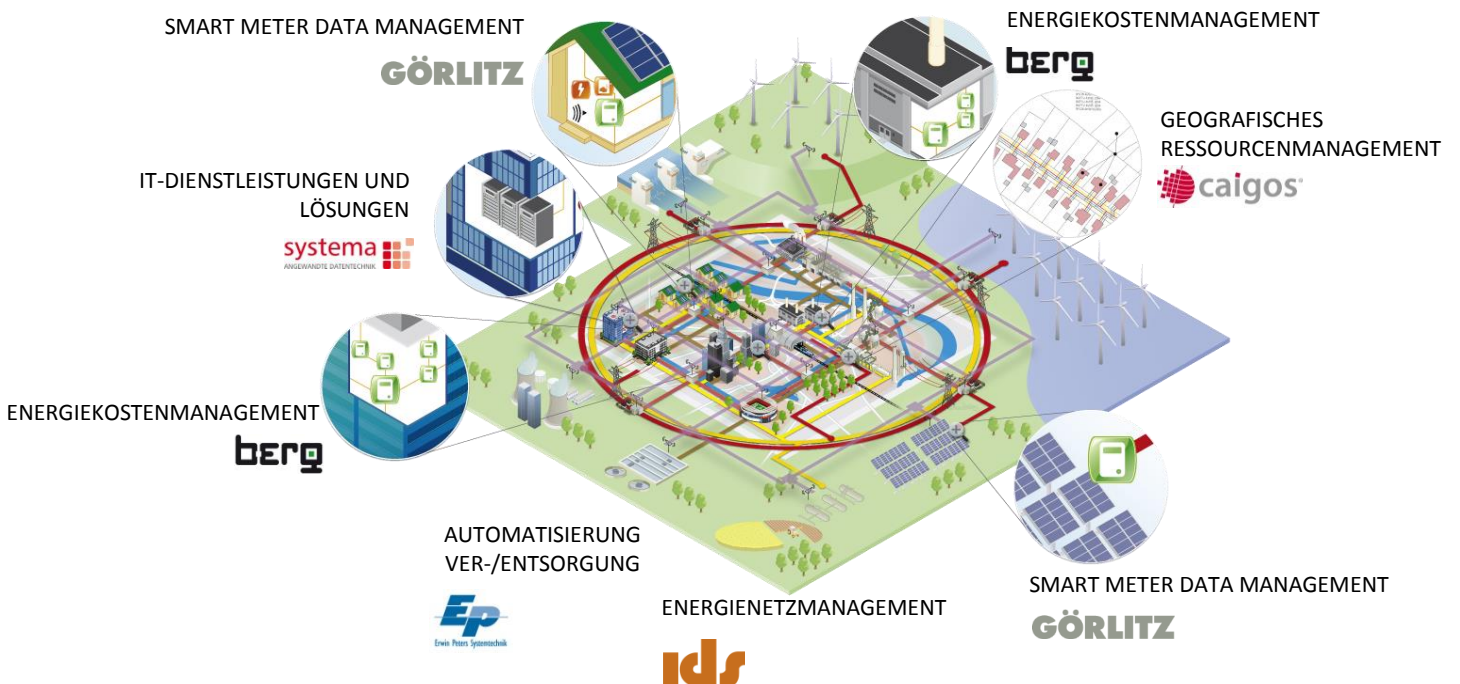 SMART METER DATA MANAGEMENT
GÖRLITZ
ENERGIEKOSTENMANAGEMENT
berg
GEOGRAFISCHES
RESSOURCENMANAGEMENT
caigos
IT-DIENSTLEISTUNGEN UND
LÖSUNGEN
systema
ANGEWANDTE DATENTECHNIK
ENERGIEKOSTENMANAGEMENT
berg
AUTOMATISIERUNG
VER-/ENTSORGUNG
Ep
Erwin Peters Systemtechnik
ENERGIENETZMANAGEMENT
ids
SMART METER DATA MANAGEMENT
GÖRLITZ